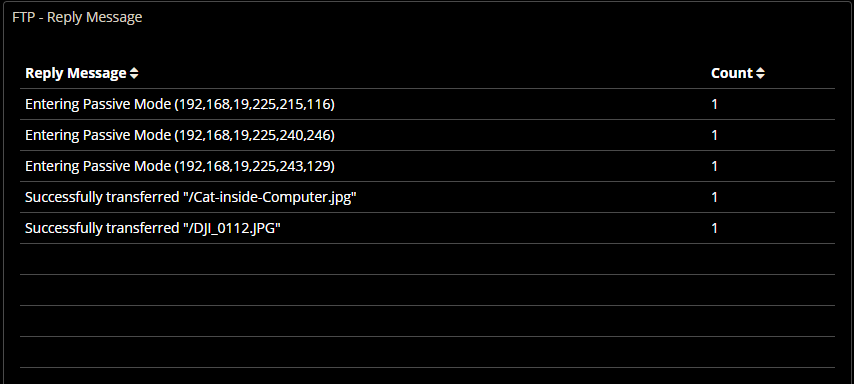 FTP - Reply Message
Reply Message Count
Entering Passive Mode (192,168,19,225,215,116) 1
Entering Passive Mode (192,168,19,225,240,246) 1
Entering Passive Mode (192,168,19,225,243,129) 1
Successfully transferred "/Cat-inside-Computer.jpg" 1
Successfully transferred "/DJI_0112.JPG" 1